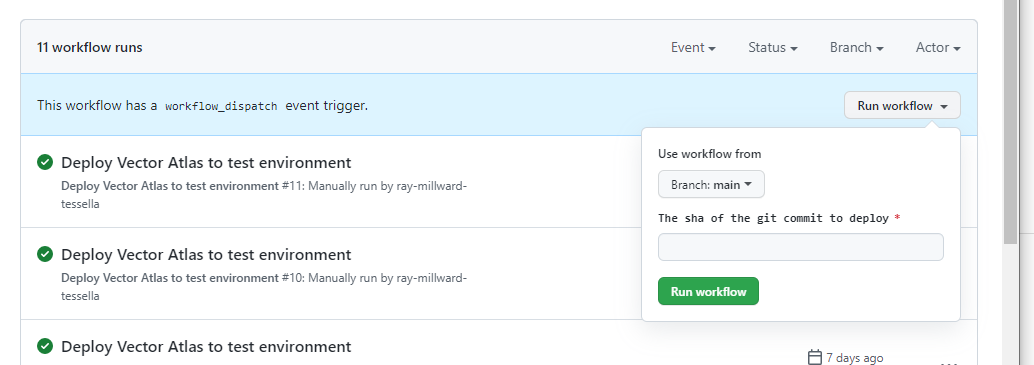 11 workflow runs
Event
Status
Branch
Actor
This workflow has a workflow_dispatch event trigger.
Run workflow
Use workflow from
Branch: main
The sha of the git commit to deploy *
Run workflow
Deploy Vector Atlas to test environment
Deploy Vector Atlas to test environment #11: Manually run by ray-millward-
tessella
Deploy Vector Atlas to test environment
Deploy Vector Atlas to test environment #10: Manually run by ray-millward-
tessella
Deploy Vector Atlas to test environment
7 days ago